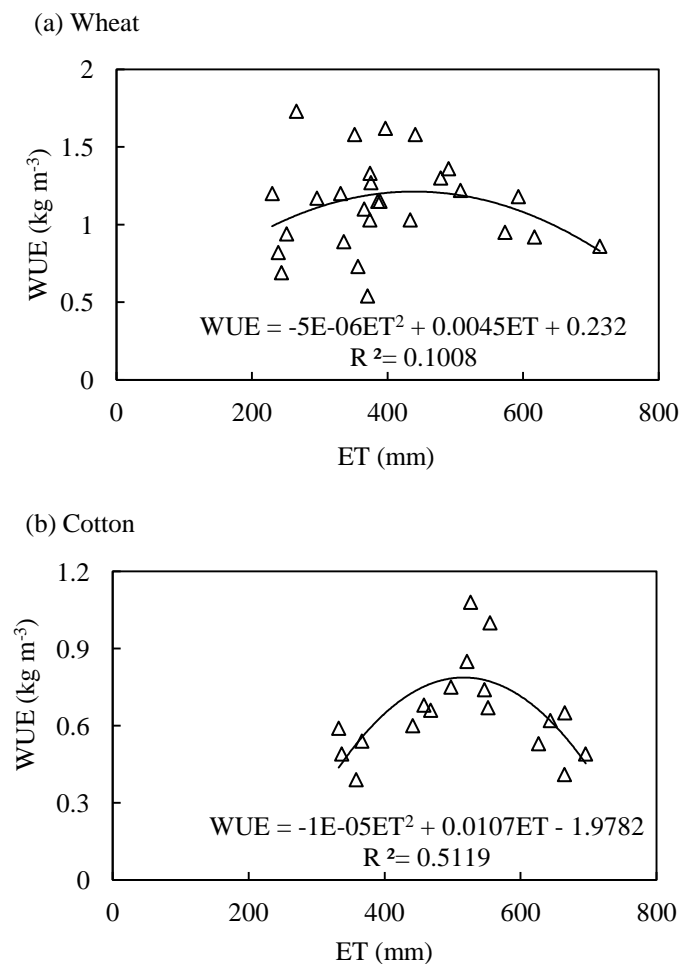 (a) Wheat
2
1.5
1
0.5
0
WUE (kg m⁻³)
WUE = -5E-06ET² + 0.0045ET + 0.232
R ²= 0.1008
0 200 400 600 800
ET (mm)
(b) Cotton
1.2
0.9
0.6
0.3
0.0
WUE (kg m⁻³)
WUE = -1E-05ET² + 0.0107ET - 1.9782
R ²= 0.5119
0 200 400 600 800
ET (mm)